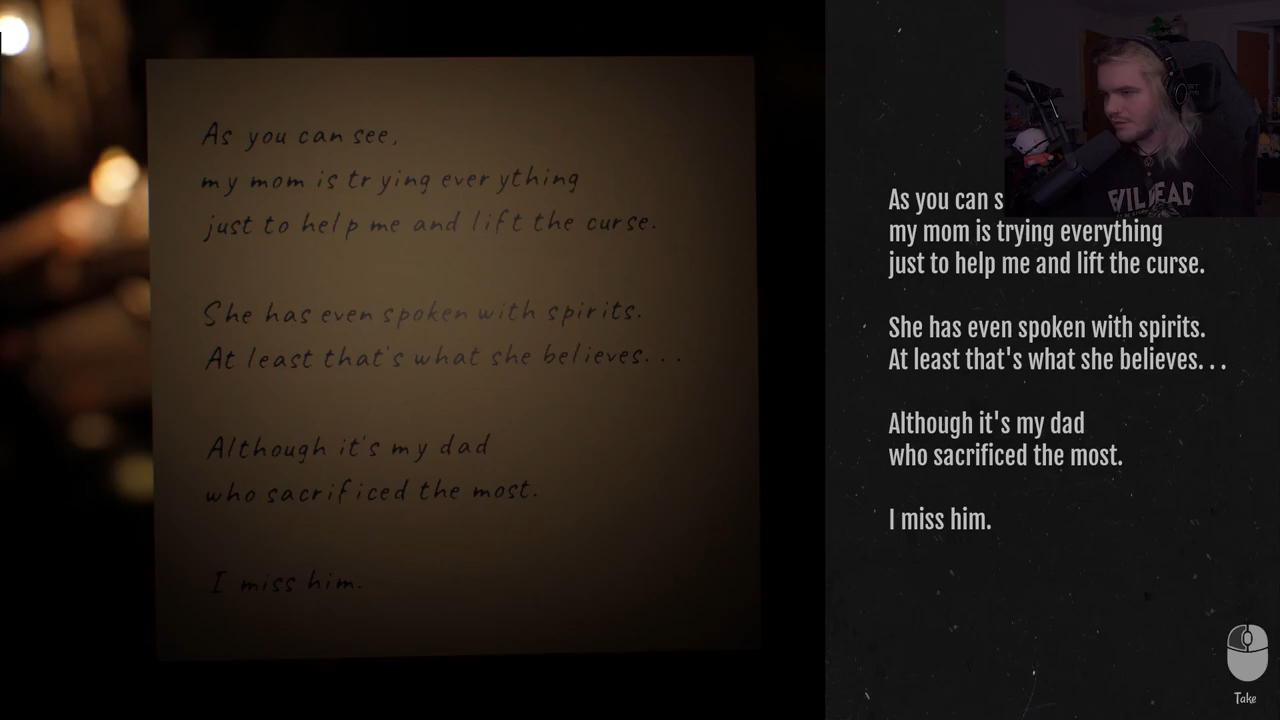 As you can see,
my mom is trying everything
just to help me and lift the curse.
She has even spoken with spirits.
At least that's what she believes. . .
Although it's my dad
who sacrificed the most.
I miss him.
As you can s
my mom is trying everything
just to help me and lift the curse.
She has even spoken with spirits.
At least that's what she believes. . .
Although it's my dad
who sacrificed the most.
I miss him.
EVIL DEAD
Take